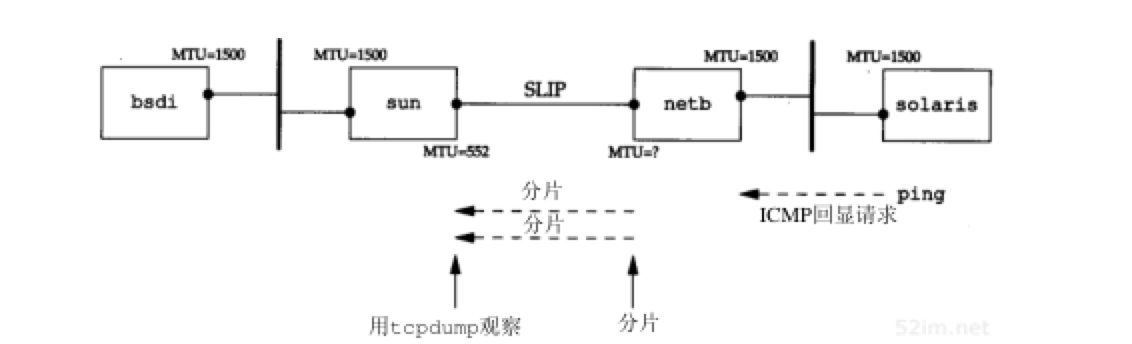 MTU=1500 MTU=1500 MTU=1500 MTU=1500
bsdi sun SLIP netb solaris
MTU=552 MTU=?
分片 ping
ICMP回显请求
分片
用tcpdump观察 分片
52im.net